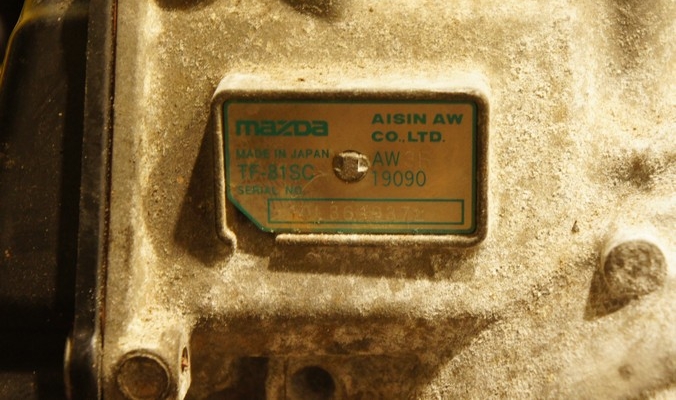 mazda
AISIN AW
CO.,LTD.
MADE IN JAPAN
TF-81SC
AW
19090
SERIAL NO.